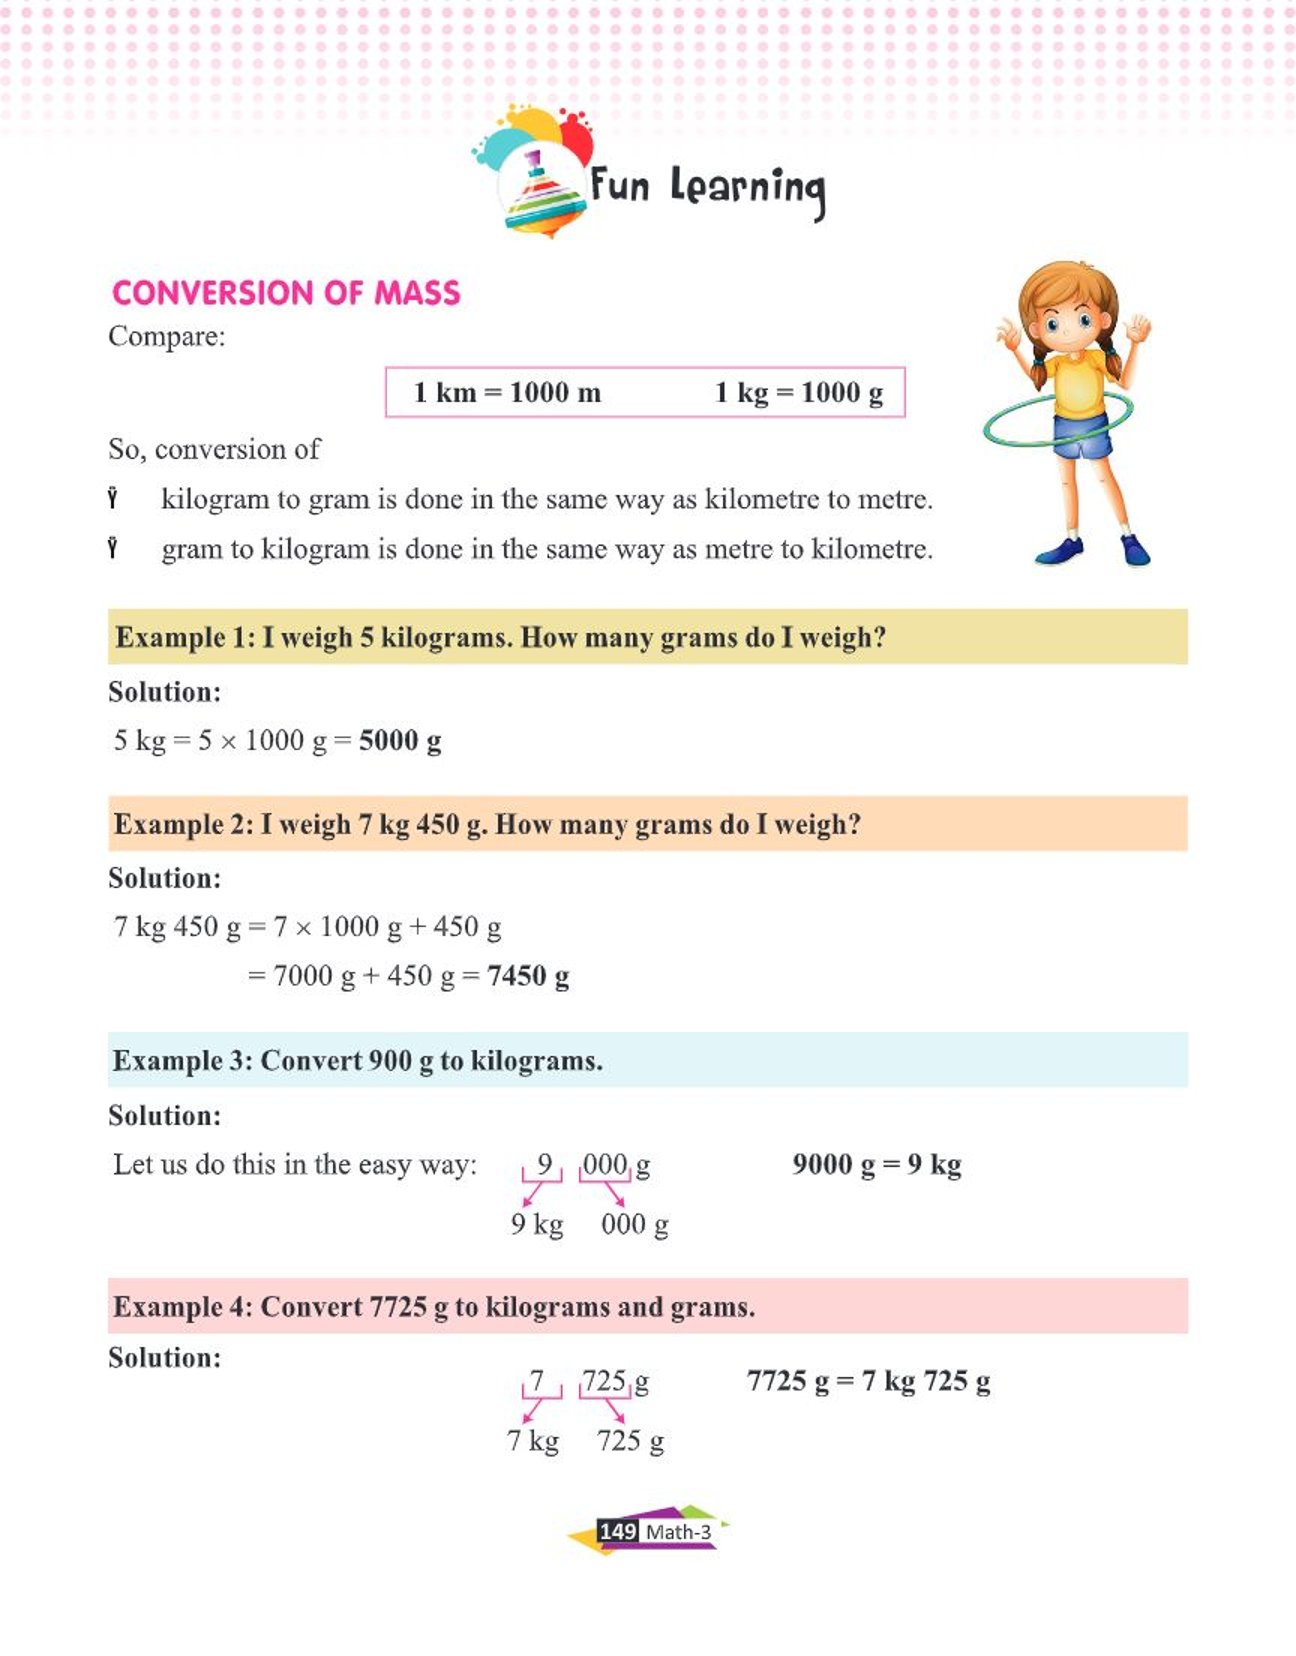 Fun Learning
CONVERSION OF MASS
Compare:
1 km = 1000 m 1 kg = 1000 g
So, conversion of
Ÿ kilogram to gram is done in the same way as kilometre to metre.
Ÿ gram to kilogram is done in the same way as metre to kilometre.
Example 1: I weigh 5 kilograms. How many grams do I weigh?
Solution:
5 kg = 5 × 1000 g = 5000 g
Example 2: I weigh 7 kg 450 g. How many grams do I weigh?
Solution:
7 kg 450 g = 7 × 1000 g + 450 g
= 7000 g + 450 g = 7450 g
Example 3: Convert 900 g to kilograms.
Solution:
Let us do this in the easy way: 9 000 g 9000 g = 9 kg
9 kg 000 g
Example 4: Convert 7725 g to kilograms and grams.
Solution:
7 725 g 7725 g = 7 kg 725 g
7 kg 725 g
149 Math-3